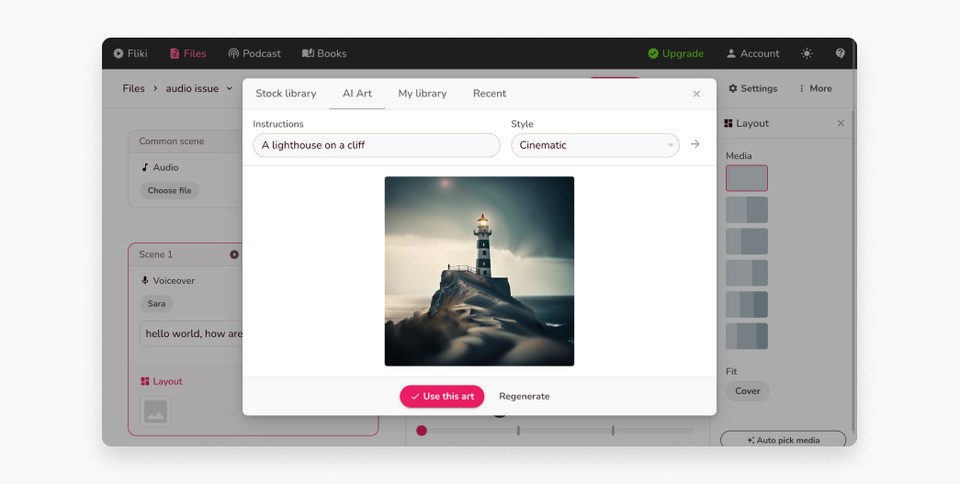 Fliki
Files
Podcast
Books
Upgrade
Account
Files > audio issue
Settings
More
Stock library
AI Art
My library
Recent
Instructions
A lighthouse on a cliff
Style
Cinematic
Use this art
Regenerate
Common scene
Audio
Choose file
Scene 1
Voiceover
Sara
hello world, how are
Layout
Layout
Media
Fit
Cover
Auto pick media